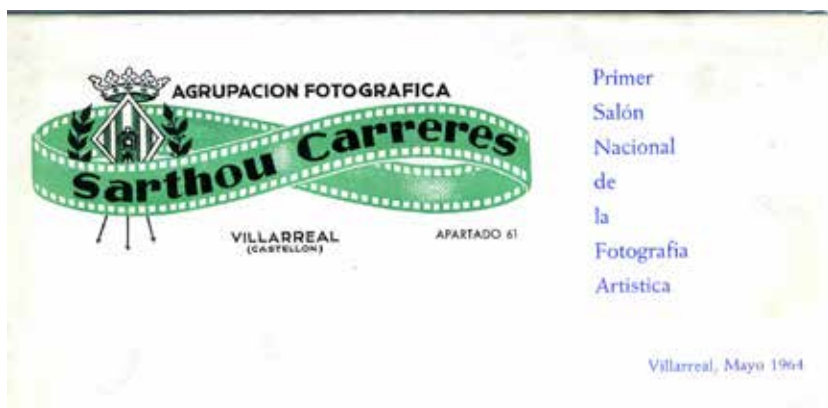 AGRUPACION FOTOGRAFICA
Sarthou Carreres
VILLARREAL
(CASTELLON)
APARTADO 61
Primer
Salón
Nacional
de
la
Fotografia
Artistica
Villarreal, Mayo 1964